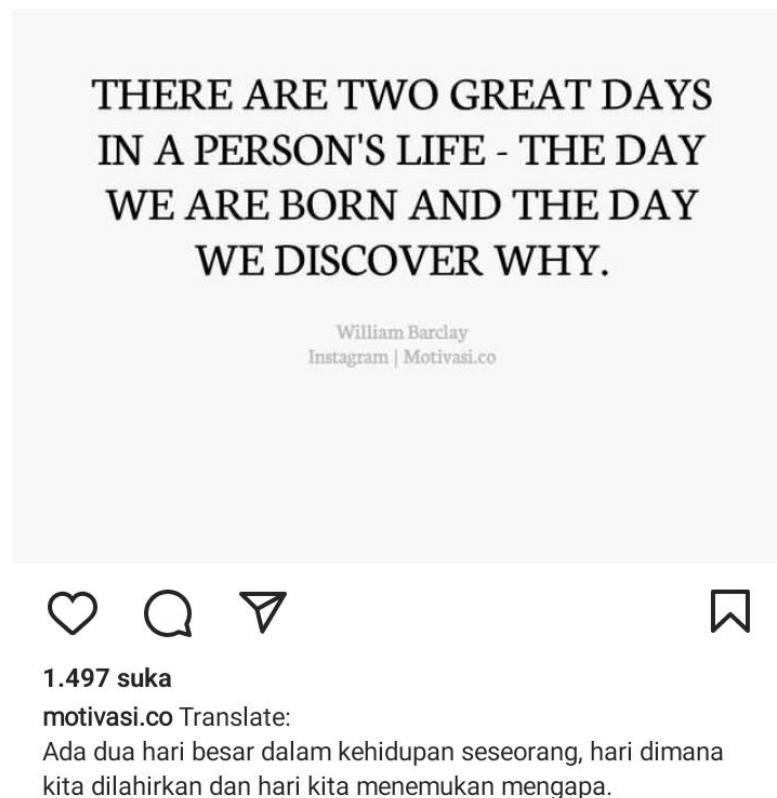 THERE ARE TWO GREAT DAYS
IN A PERSON'S LIFE - THE DAY
WE ARE BORN AND THE DAY
WE DISCOVER WHY.
William Barclay
Instagram | Motivasi.co
1.497 suka
motivasi.co Translate:
Ada dua hari besar dalam kehidupan seseorang, hari dimana
kita dilahirkan dan hari kita menemukan mengapa.